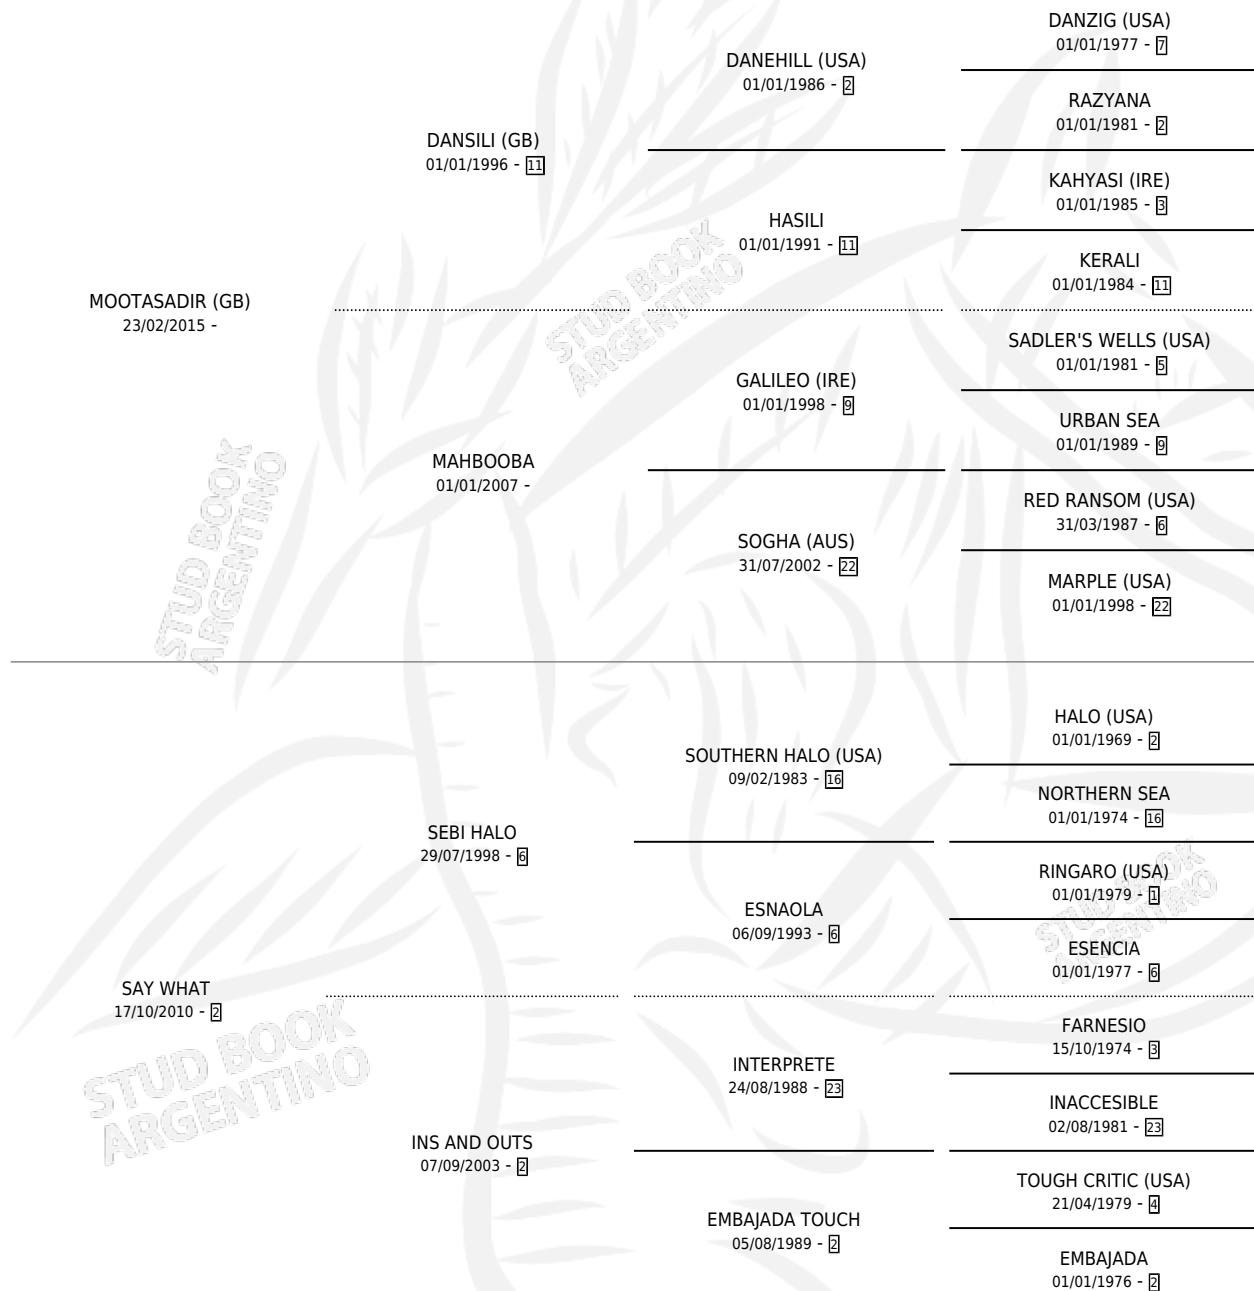 DANZIG (USA)
01/01/1977 - 7
DANEHILL (USA)
01/01/1986 - 2
RAZYANA
01/01/1981 - 2
DANSILI (GB)
01/01/1996 - 11
KAHYASI (IRE)
01/01/1985 - 3
HASILI
01/01/1991 - 11
KERALI
01/01/1984 - 11
MOOTASADIR (GB)
23/02/2015 -
SADLER'S WELLS (USA)
01/01/1981 - 5
GALILEO (IRE)
01/01/1998 - 9
URBAN SEA
01/01/1989 - 9
MAHBOOBA
01/01/2007 -
RED RANSOM (USA)
31/03/1987 - 6
SOGHA (AUS)
31/07/2002 - 22
MARPLE (USA)
01/01/1998 - 22
STUD BOOK
ARGENTINO
STUD BOOK
ARGENTINO
HALO (USA)
01/01/1969 - 2
SOUTHERN HALO (USA)
09/02/1983 - 16
NORTHERN SEA
01/01/1974 - 16
SEBI HALO
29/07/1998 - 6
RINGARO (USA)
01/01/1979 - 1
ESNAOLA
06/09/1993 - 6
ESENCIA
01/01/1977 - 6
STUD BOOK
ARGENTINO
SAY WHAT
17/10/2010 - 2
FARNESIO
15/10/1974 - 3
INTERPRETE
24/08/1988 - 23
INACCESIBLE
02/08/1981 - 23
INS AND OUTS
07/09/2003 - 2
TOUGH CRITIC (USA)
21/04/1979 - 4
EMBAJADA TOUCH
05/08/1989 - 2
EMBAJADA
01/01/1976 - 2
STUD BOOK
ARGENTINO